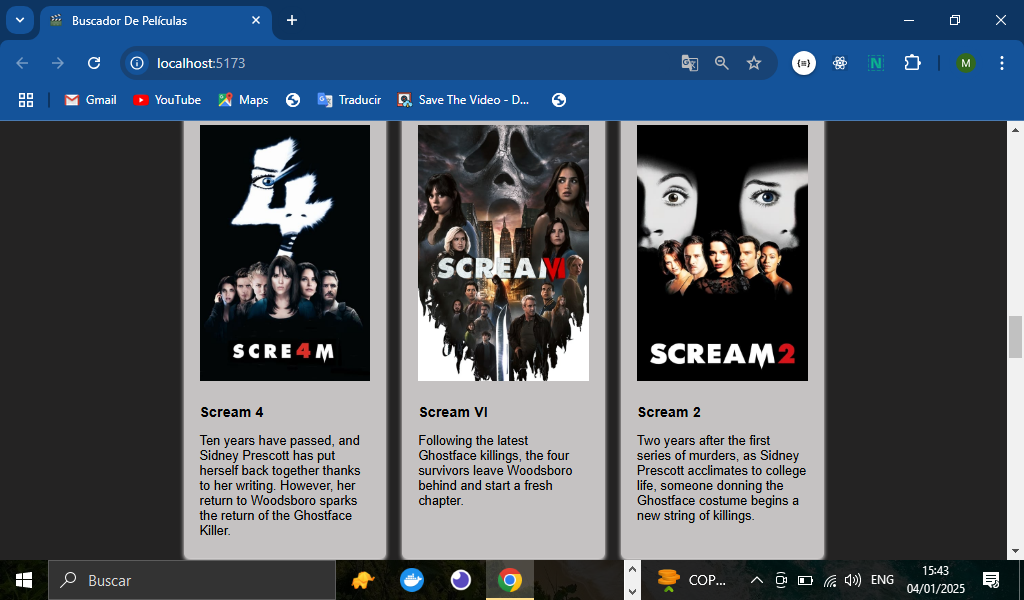 Buscador De Películas
localhost:5173
Gmail
YouTube
Maps
Traducir
Save The Video - D...
SCRE4M
SCREAM VI
SCREAM 2
Scream 4
Ten years have passed, and
Sidney Prescott has put
herself back together thanks
to her writing. However, her
return to Woodsboro sparks
the return of the Ghostface
Killer.
Scream VI
Following the latest
Ghostface killings, the four
survivors leave Woodsboro
behind and start a fresh
chapter.
Scream 2
Two years after the first
series of murders, as Sidney
Prescott acclimates to college
life, someone donning the
Ghostface costume begins a
new string of killings.
Buscar
COP...
ENG
15:43
04/01/2025